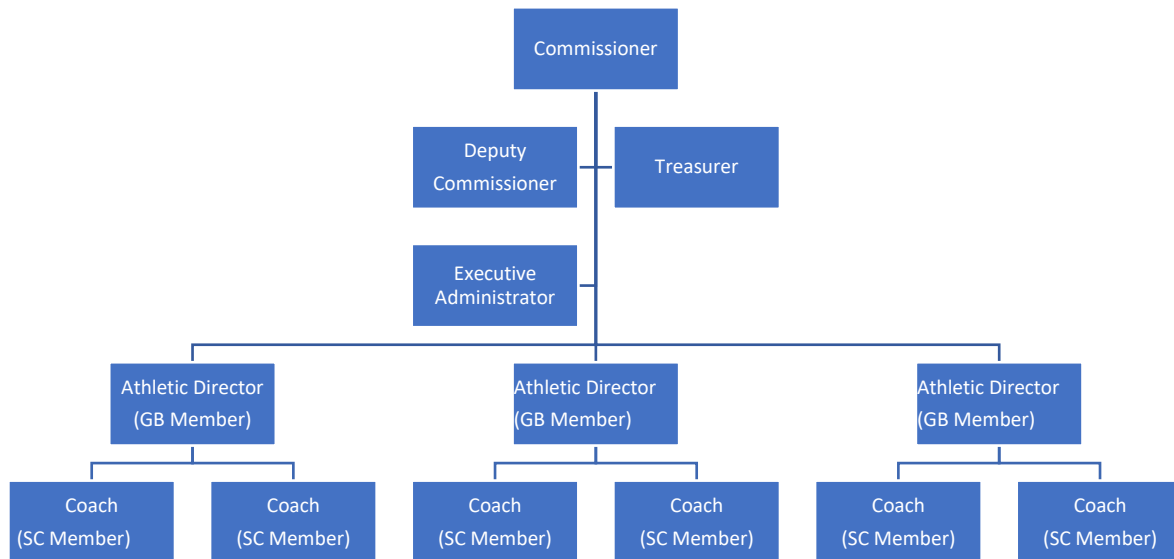 Commissioner
Deputy
Commissioner
Treasurer
Executive
Administrator
Athletic Director
(GB Member)
Athletic Director
(GB Member)
Athletic Director
(GB Member)
Coach
(SC Member)
Coach
(SC Member)
Coach
(SC Member)
Coach
(SC Member)
Coach
(SC Member)
Coach
(SC Member)